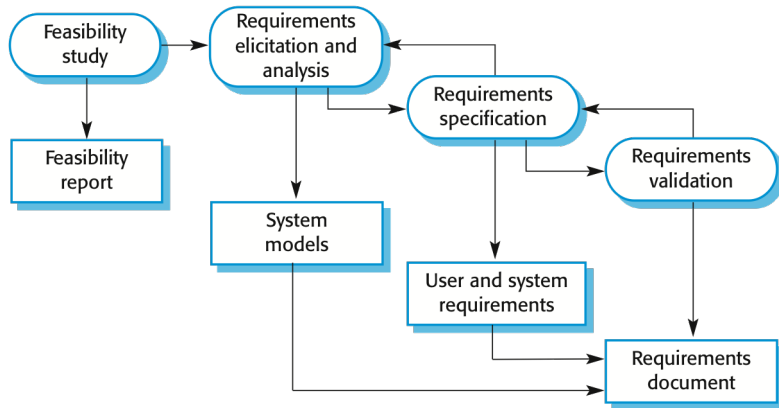 Feasibility
study
Requirements
elicitation and
analysis
Requirements
specification
Requirements
validation
Feasibility
report
System
models
User and system
requirements
Requirements
document